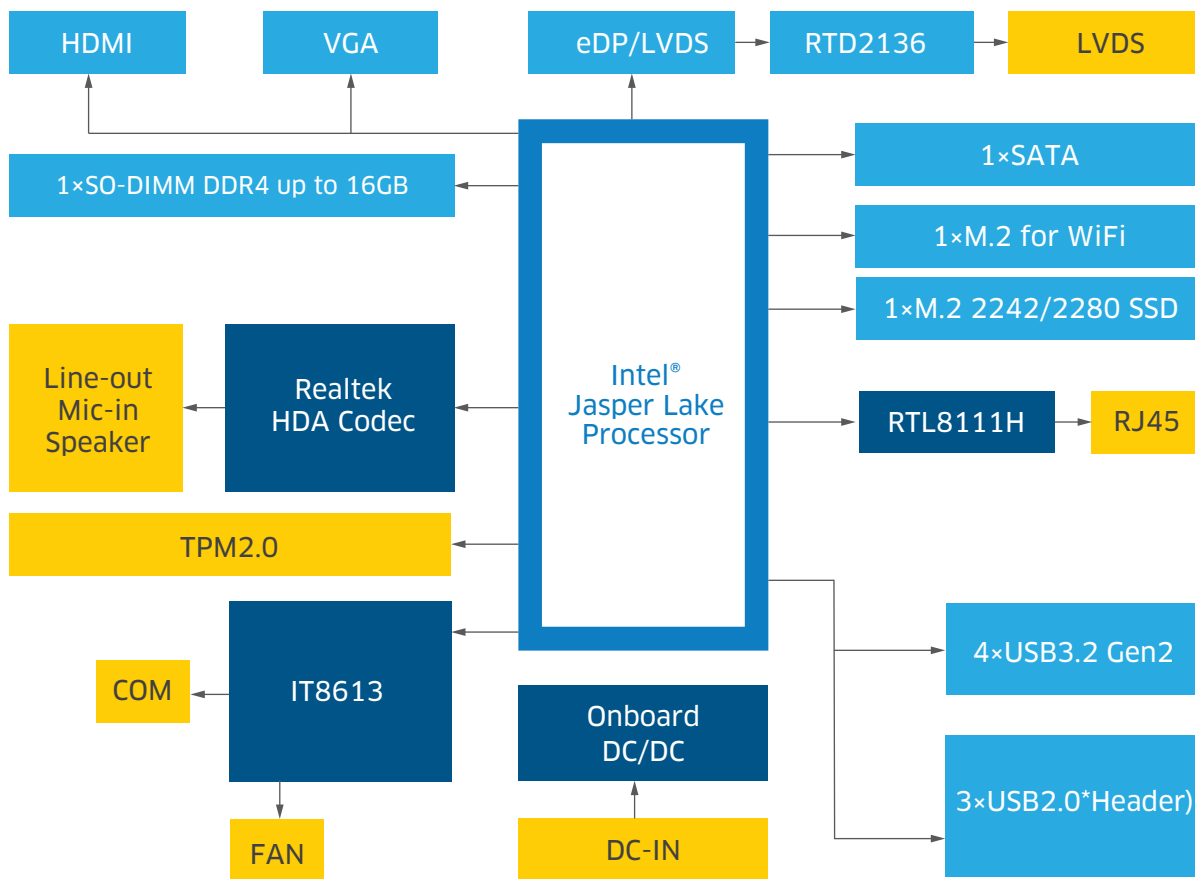 HDMI
VGA
eDP/LVDS
RTD2136
LVDS
1×SO-DIMM DDR4 up to 16GB
1×SATA
1×M.2 for WiFi
1×M.2 2242/2280 SSD
Line-out
Mic-in
Speaker
Realtek
HDA Codec
Intel®
Jasper Lake
Processor
RTL8111H
RJ45
TPM2.0
COM
IT8613
FAN
Onboard
DC/DC
DC-IN
4×USB3.2 Gen2
3×USB2.0*Header)